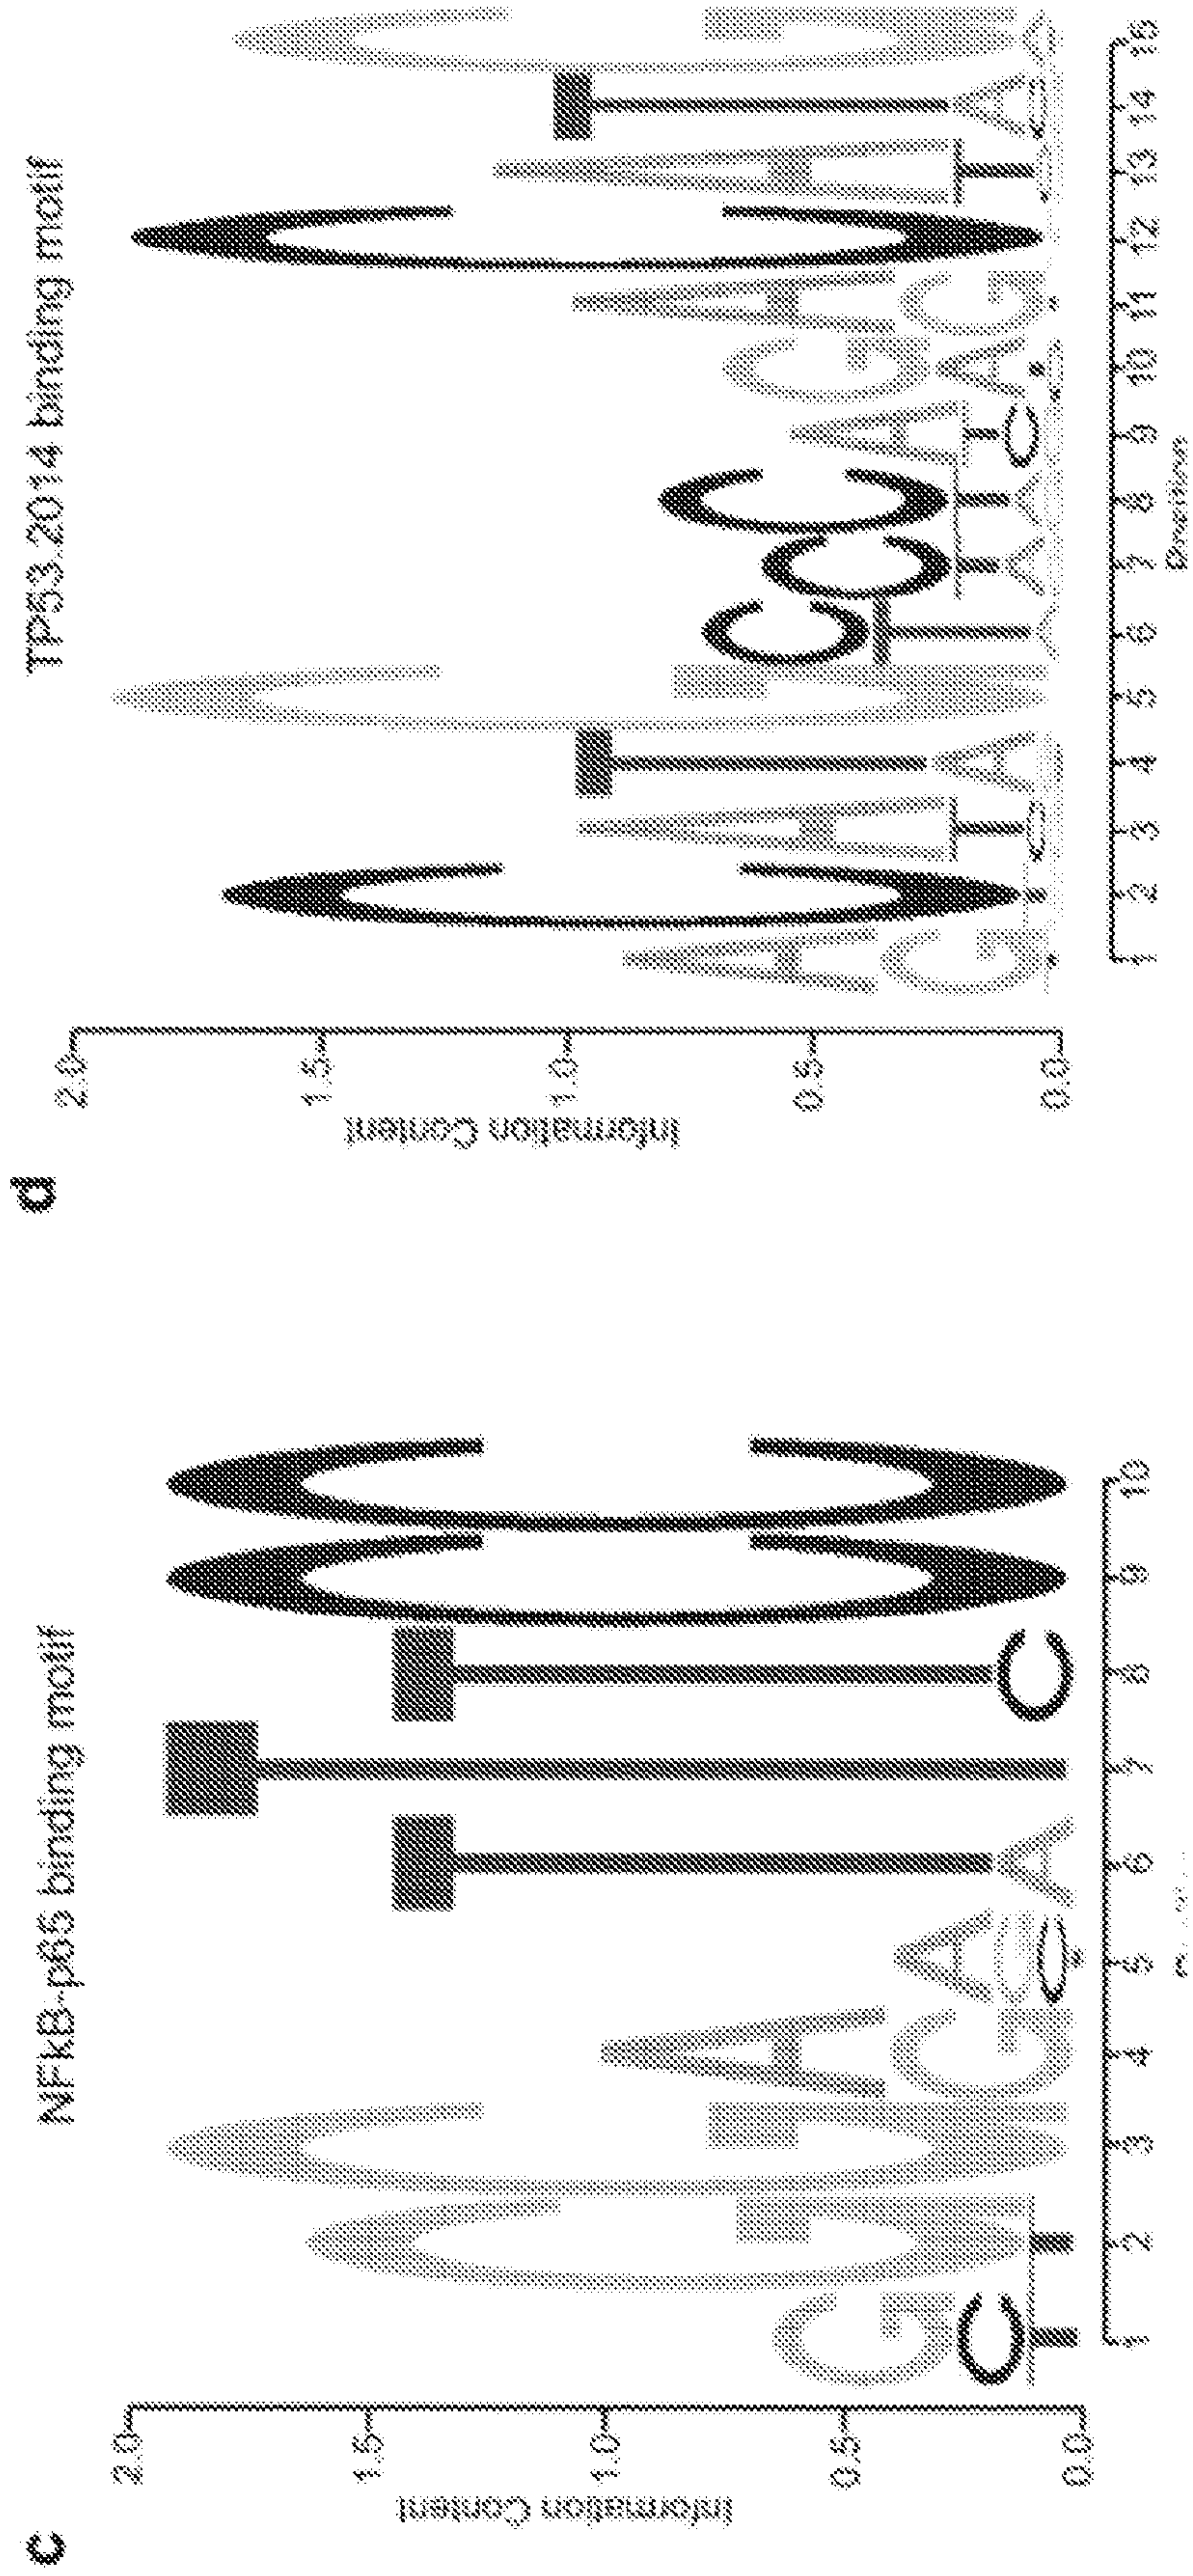 c
NFkB-p65 binding motif
Information Content
2.0
1.5
1.0
0.5
0.0
G G G A A T T T C C
C T G G A C
T C
1 2 3 4 5 6 7 8 9 10
d
TP53.2014 binding motif
Information Content
2.0
1.5
1.0
0.5
0.0
A C A T G C C C A G A C A T G
G T A T T T T A G T A
A A A C
1 2 3 4 5 6 7 8 9 10 11 12 13 14 15
Position